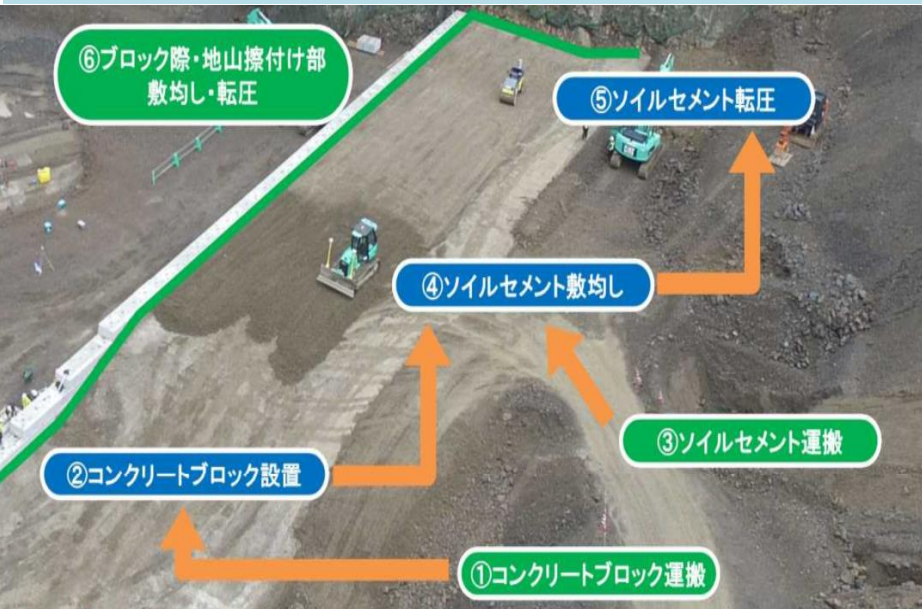 ⑥ブロック際・地山擦付け部
敷均し・転圧
⑤ソイルセメント転圧
④ソイルセメント敷均し
③ソイルセメント運搬
②コンクリートブロック設置
①コンクリートブロック運搬